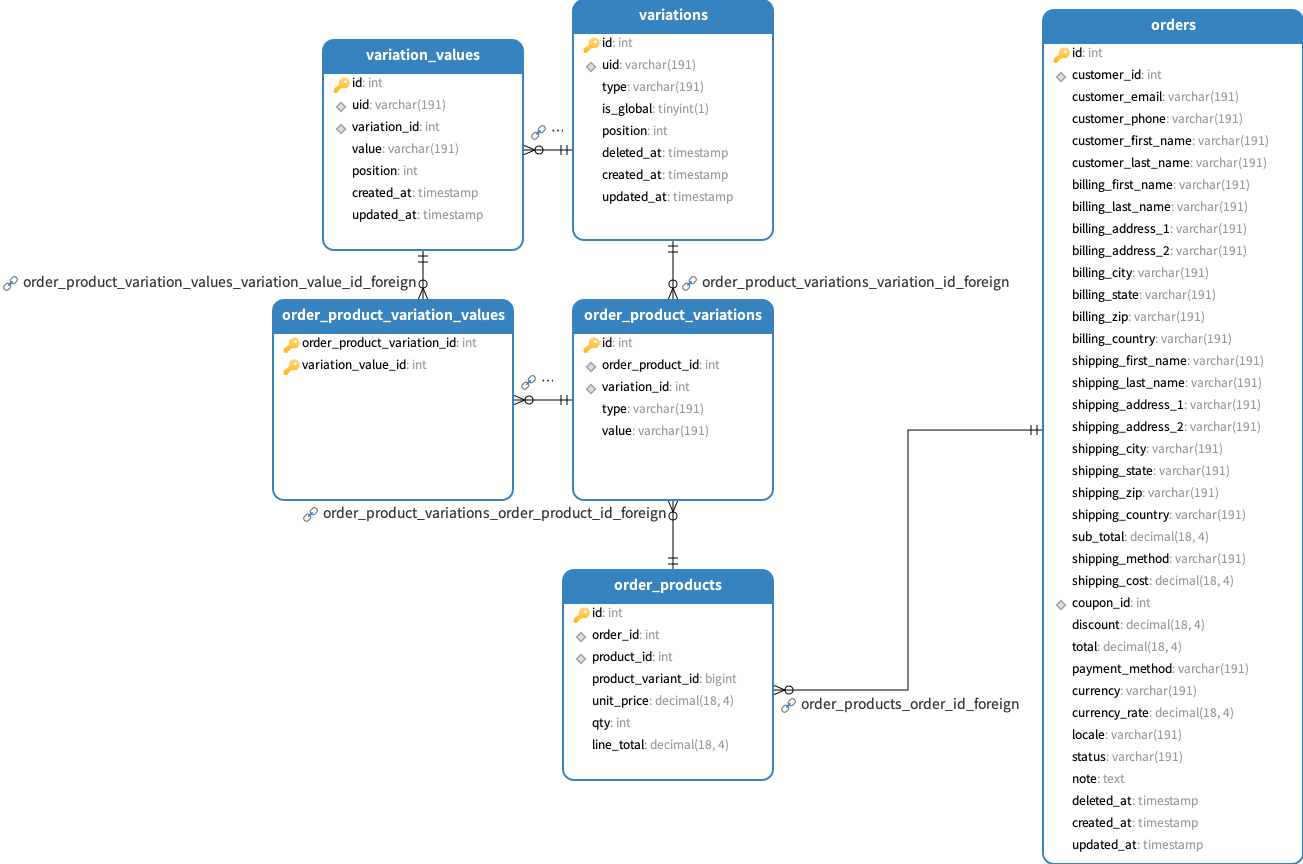 variation_values
id: int
uid: varchar(191)
variation_id: int
value: varchar(191)
position: int
created_at: timestamp
updated_at: timestamp
variations
id: int
uid: varchar(191)
type: varchar(191)
is_global: tinyint(1)
position: int
deleted_at: timestamp
created_at: timestamp
updated_at: timestamp
...
order_product_variation_values_variation_value_id_foreign
order_product_variations_variation_id_foreign
order_product_variation_values
order_product_variation_id: int
variation_value_id: int
...
order_product_variations
id: int
order_product_id: int
variation_id: int
type: varchar(191)
value: varchar(191)
order_product_variations_order_product_id_foreign
order_products
id: int
order_id: int
product_id: int
product_variant_id: bigint
unit_price: decimal(18, 4)
qty: int
line_total: decimal(18, 4)
order_products_order_id_foreign
orders
id: int
customer_id: int
customer_email: varchar(191)
customer_phone: varchar(191)
customer_first_name: varchar(191)
customer_last_name: varchar(191)
billing_first_name: varchar(191)
billing_last_name: varchar(191)
billing_address_1: varchar(191)
billing_address_2: varchar(191)
billing_city: varchar(191)
billing_state: varchar(191)
billing_zip: varchar(191)
billing_country: varchar(191)
shipping_first_name: varchar(191)
shipping_last_name: varchar(191)
shipping_address_1: varchar(191)
shipping_address_2: varchar(191)
shipping_city: varchar(191)
shipping_state: varchar(191)
shipping_zip: varchar(191)
shipping_country: varchar(191)
sub_total: decimal(18, 4)
shipping_method: varchar(191)
shipping_cost: decimal(18, 4)
coupon_id: int
discount: decimal(18, 4)
total: decimal(18, 4)
payment_method: varchar(191)
currency: varchar(191)
currency_rate: decimal(18, 4)
locale: varchar(191)
status: varchar(191)
note: text
deleted_at: timestamp
created_at: timestamp
updated_at: timestamp